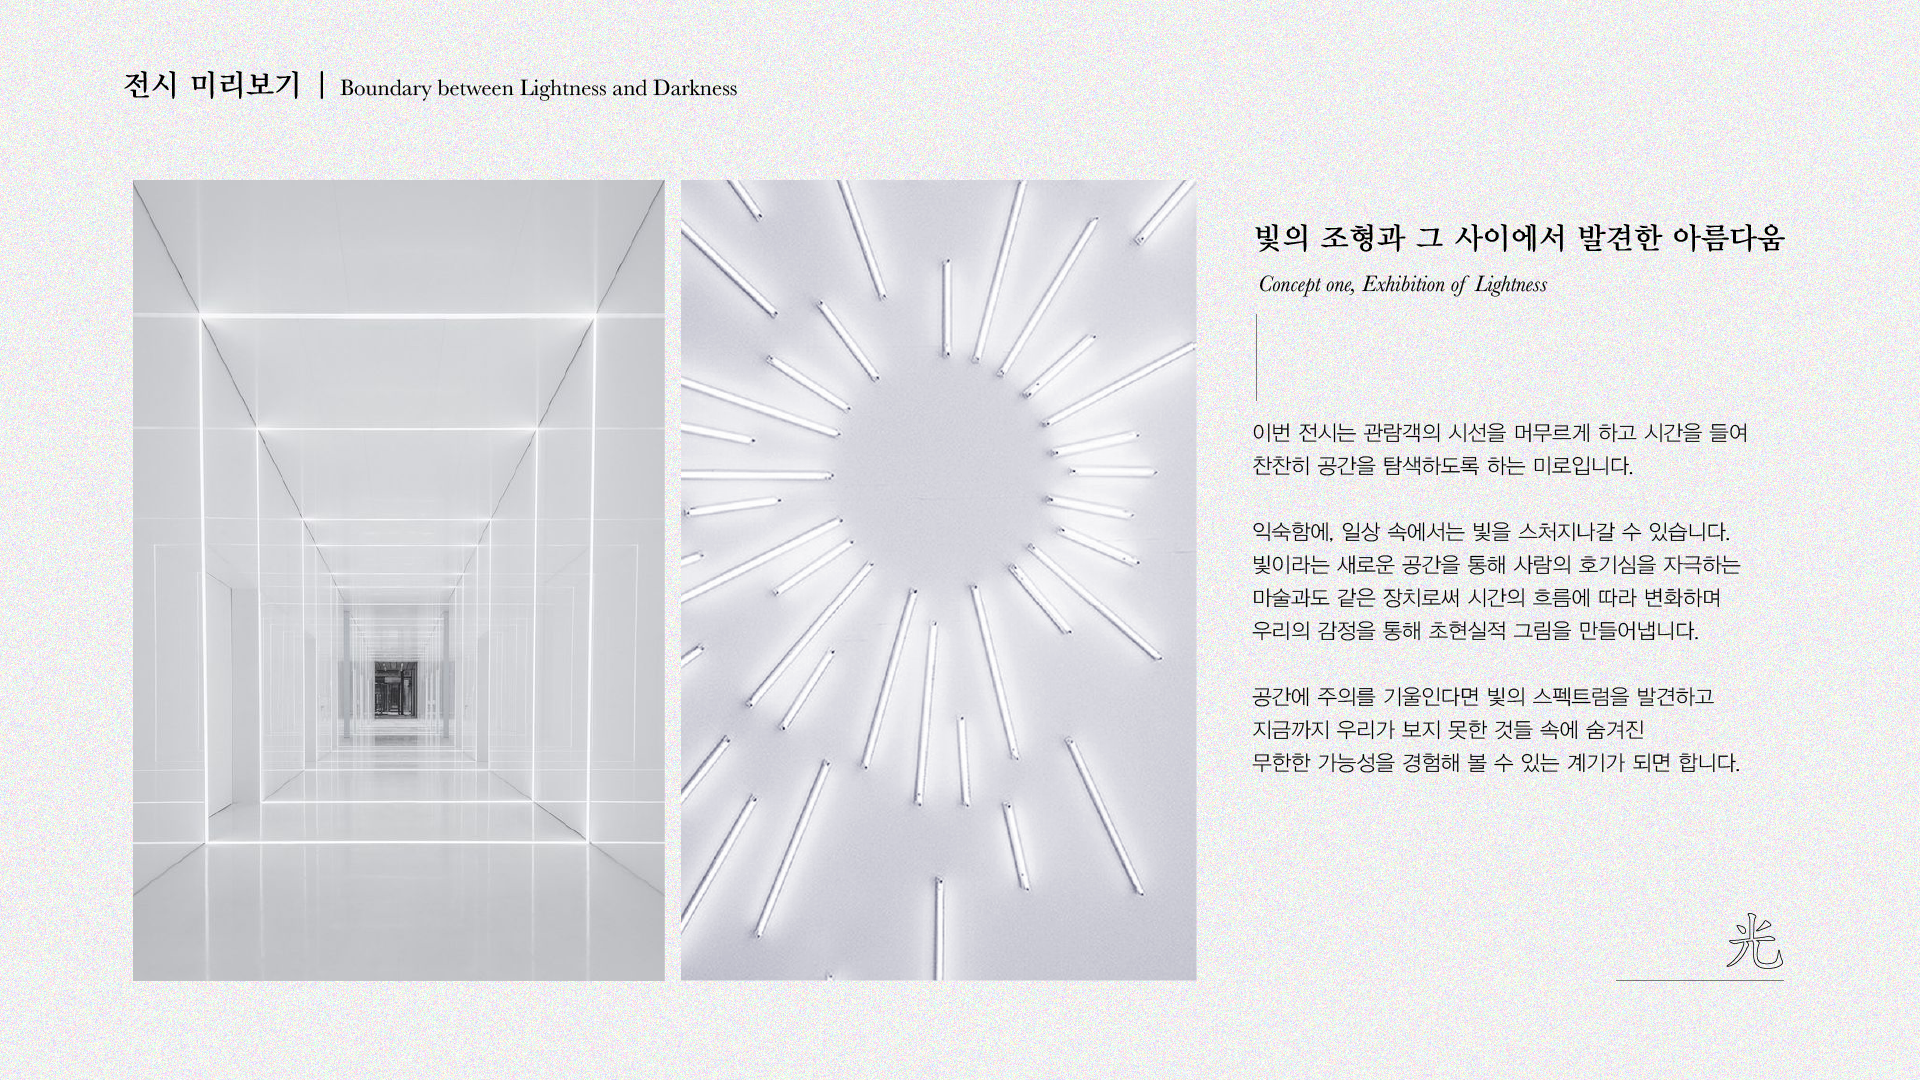 전시 미리보기 | Boundary between Lightness and Darkness
빛의 조형과 그 사이에서 발견한 아름다움
Concept one, Exhibition of Lightness
이번 전시는 관람객의 시선을 머무르게 하고 시간을 들여
찬찬히 공간을 탐색하도록 하는 미로입니다.
익숙함에, 일상 속에서는 빛을 스쳐지나갈 수 있습니다.
빛이라는 새로운 공간을 통해 사람의 호기심을 자극하는
마술과도 같은 장치로써 시간의 흐름에 따라 변화하며
우리의 감정을 통해 초현실적 그림을 만들어냅니다.
공간에 주의를 기울인다면 빛의 스펙트럼을 발견하고
지금까지 우리가 보지 못한 것들 속에 숨겨진
무한한 가능성을 경험해 볼 수 있는 계기가 되면 합니다.
光